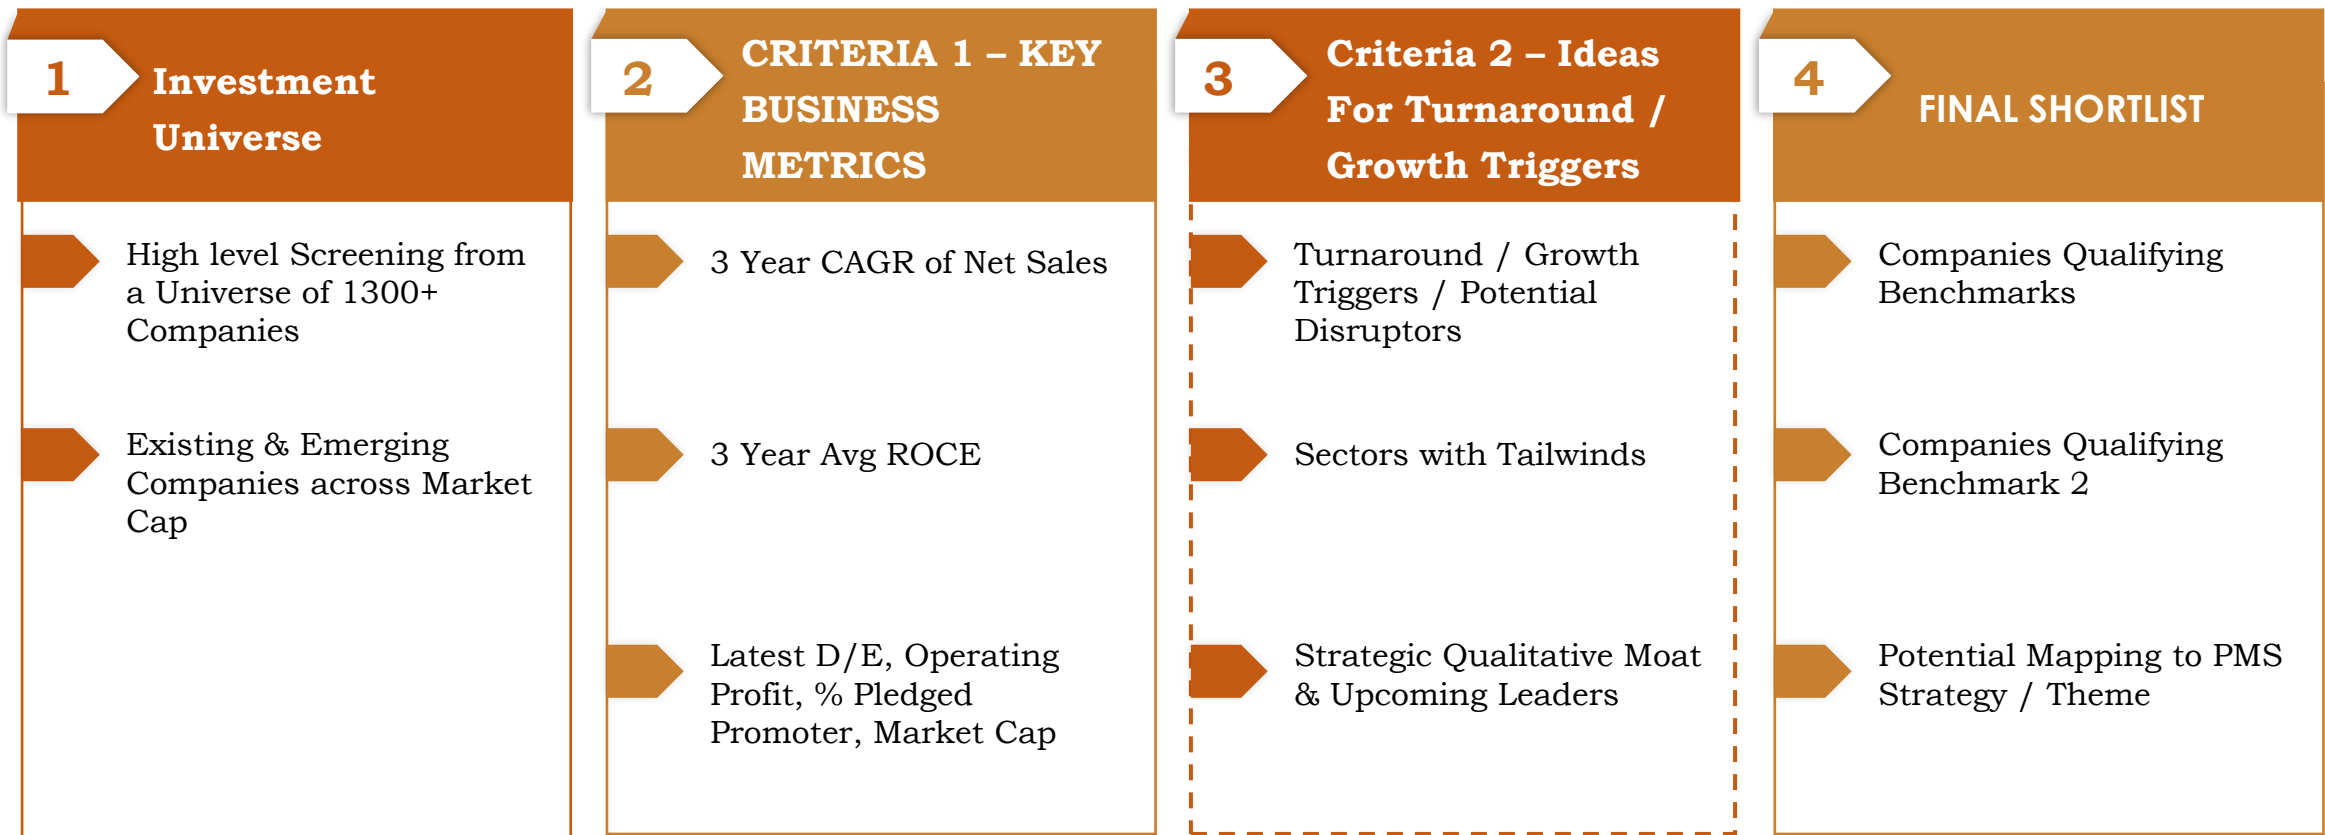 1
Investment
Universe
High level Screening from
a Universe of 1300+
Companies
Existing & Emerging
Companies across Market
Cap
2
CRITERIA 1 – KEY
BUSINESS
METRICS
3 Year CAGR of Net Sales
3 Year Avg ROCE
Latest D/E, Operating
Profit, % Pledged
Promoter, Market Cap
3
Criteria 2 – Ideas
For Turnaround /
Growth Triggers
Turnaround / Growth
Triggers / Potential
Disruptors
Sectors with Tailwinds
Strategic Qualitative Moat
& Upcoming Leaders
4
FINAL SHORTLIST
Companies Qualifying
Benchmarks
Companies Qualifying
Benchmark 2
Potential Mapping to PMS
Strategy / Theme